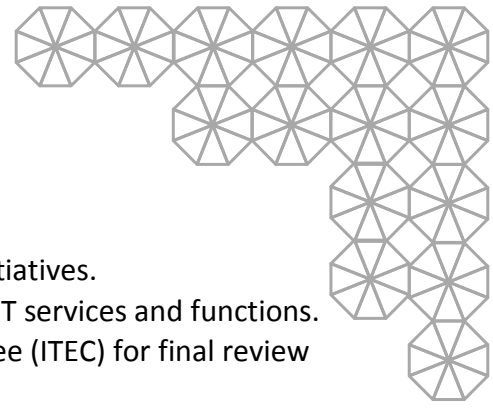 tiatives.
T services and functions.
ee (ITEC) for final review